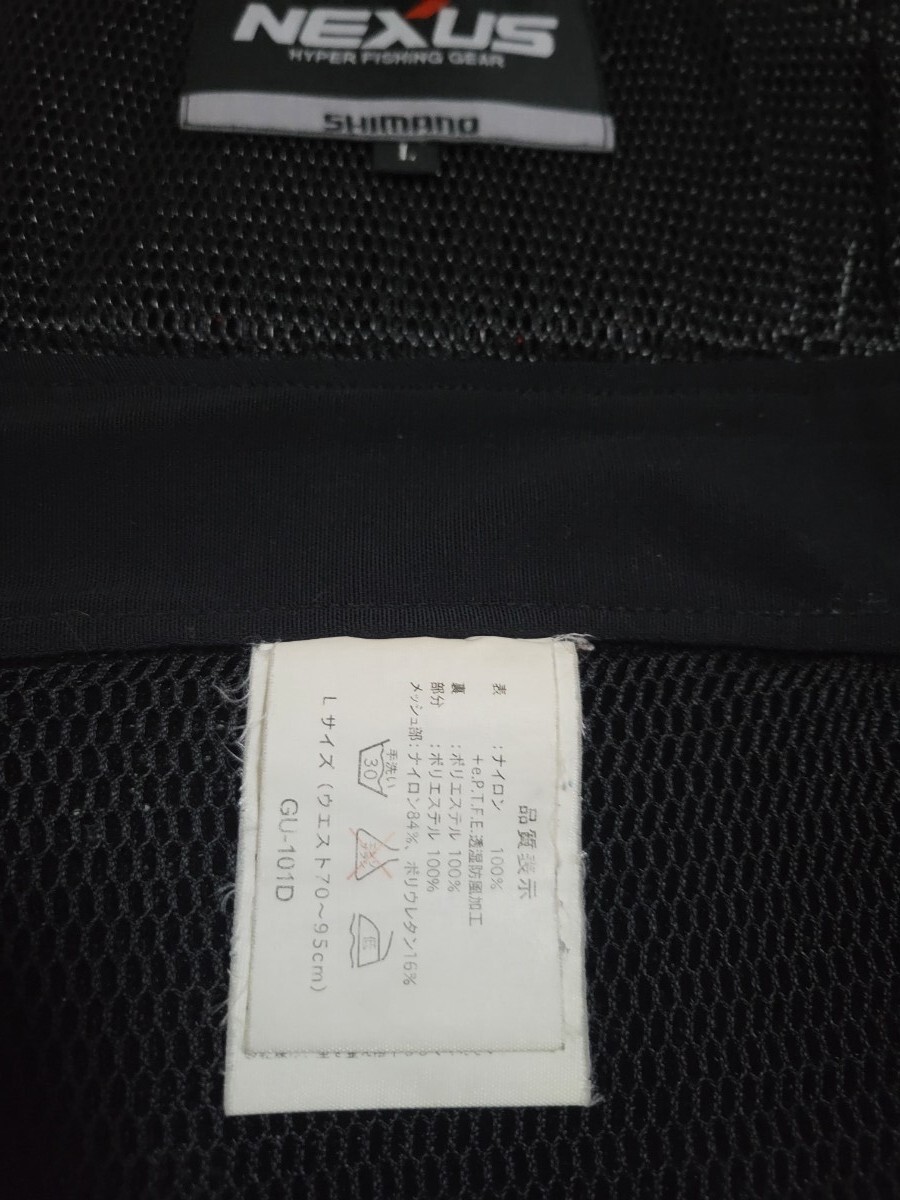 NEXUS
HYPER FISHING GEAR
SHIMANO
L
品質表示
表 :ナイロン 100%
+e.P.T.F.E.透湿防風加工
裏 :ポリエステル 100%
部分 :ポリエステル 100%
メッシュ部:ナイロン84%、ポリウレタン16%
手洗い
30
低
Lサイズ(ウエスト70~95cm)
GU-101D